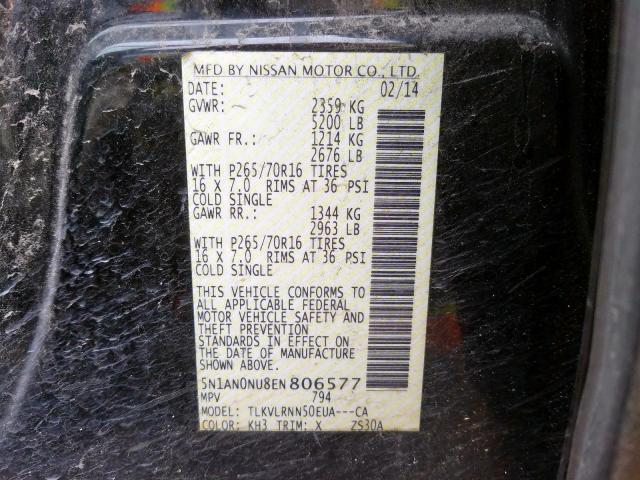 MFD BY NISSAN MOTOR CO., LTD.
DATE: 02/14
GVWR: 2359 KG
5200 LB
GAWR FR.: 1214 KG
2676 LB
WITH P265/70R16 TIRES
16 X 7.0 RIMS AT 36 PSI
COLD SINGLE
GAWR RR.: 1344 KG
2963 LB
WITH P265/70R16 TIRES
16 X 7.0 RIMS AT 36 PSI
COLD SINGLE
THIS VEHICLE CONFORMS TO
ALL APPLICABLE FEDERAL
MOTOR VEHICLE SAFETY AND
THEFT PREVENTION
STANDARDS IN EFFECT ON
THE DATE OF MANUFACTURE
SHOWN ABOVE.
5N1AN0NU8EN806577
MPV 794
MODEL: TLKVLRNN50EUA---CA
COLOR: KH3 TRIM: X ZS30A